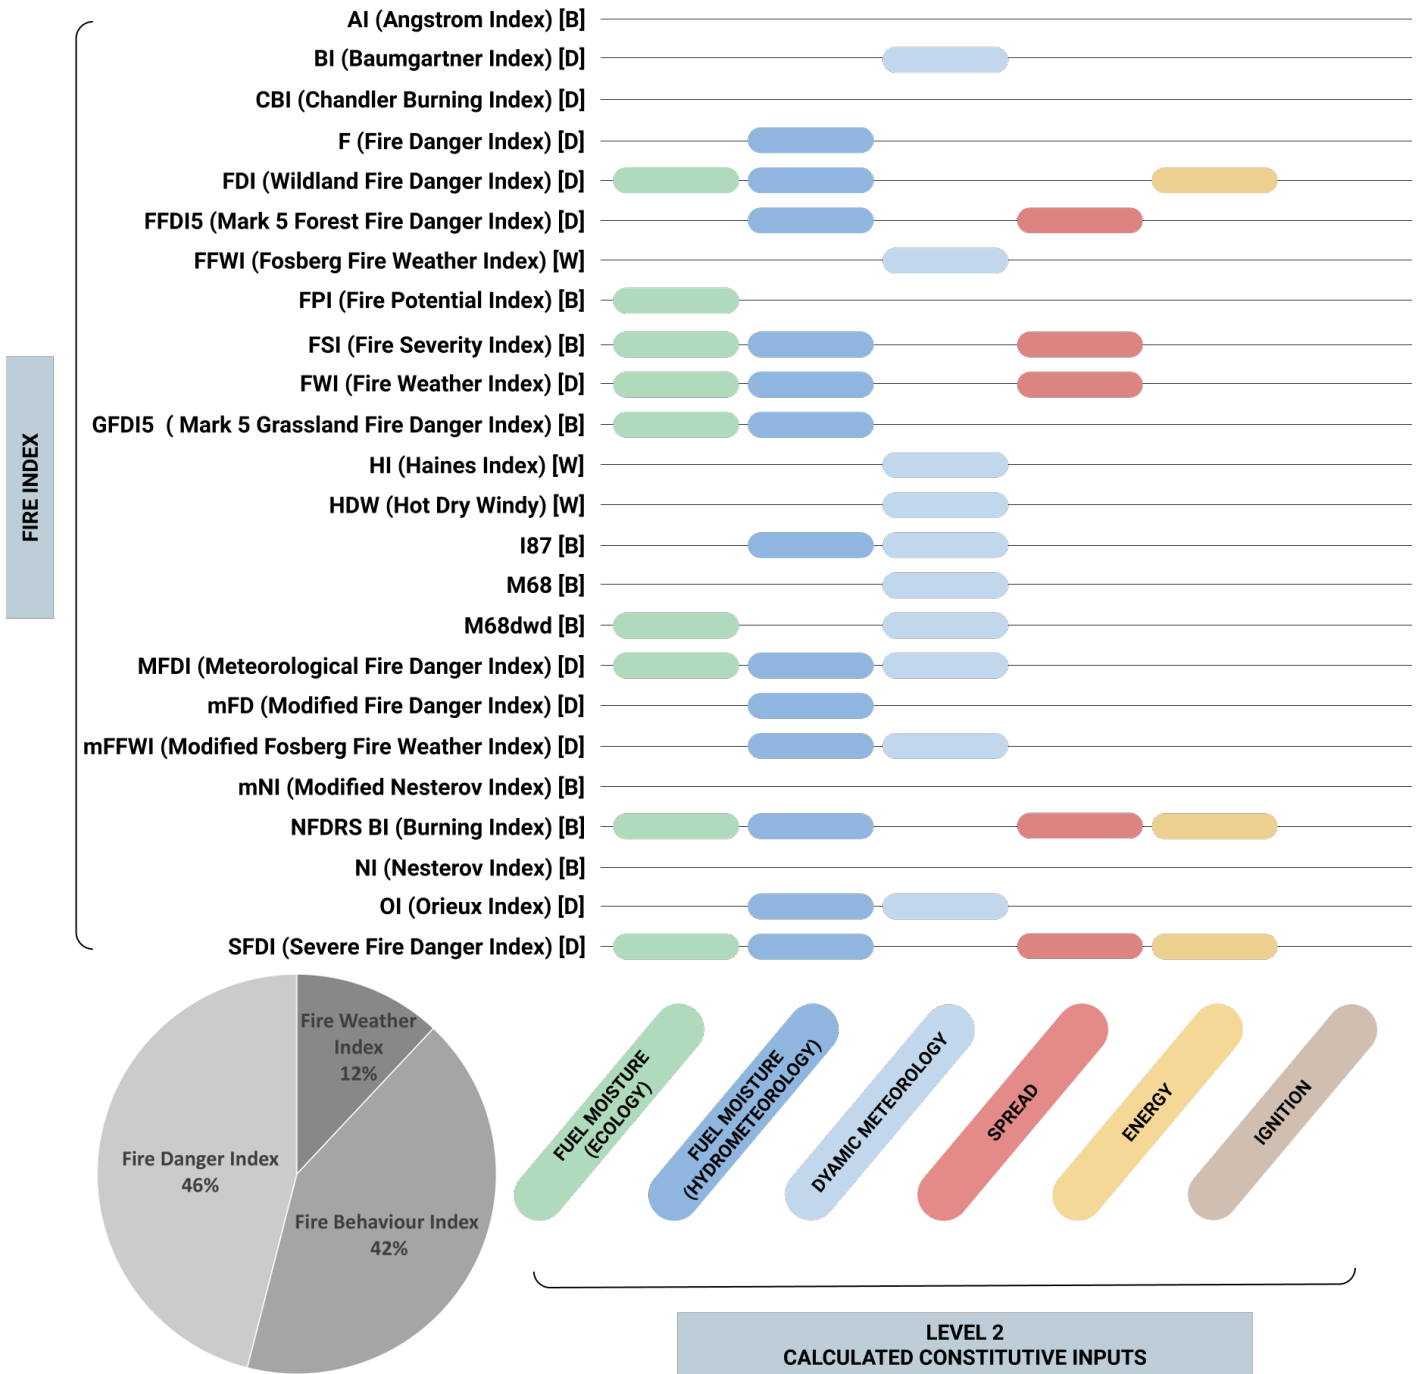 AI (Angstrom Index) [B]
BI (Baumgartner Index) [D]
CBI (Chandler Burning Index) [D]
F (Fire Danger Index) [D]
FDI (Wildland Fire Danger Index) [D]
FFDI5 (Mark 5 Forest Fire Danger Index) [D]
FFWI (Fosberg Fire Weather Index) [W]
FPI (Fire Potential Index) [B]
FSI (Fire Severity Index) [B]
FWI (Fire Weather Index) [D]
GFDI5 ( Mark 5 Grassland Fire Danger Index) [B]
HI (Haines Index) [W]
HDW (Hot Dry Windy) [W]
I87 [B]
M68 [B]
M68dwd [B]
MFDI (Meteorological Fire Danger Index) [D]
mFD (Modified Fire Danger Index) [D]
mFFWI (Modified Fosberg Fire Weather Index) [D]
mNI (Modified Nesterov Index) [B]
NFDRS BI (Burning Index) [B]
NI (Nesterov Index) [B]
OI (Orieux Index) [D]
SFDI (Severe Fire Danger Index) [D]
FIRE INDEX
Fire Weather
Index
12%
Fire Danger Index
46%
Fire Behaviour Index
42%
FUEL MOISTURE
(ECOLOGY)
FUEL MOISTURE
(HYDROMETEOROLOGY)
DYAMIC METEOROLOGY
SPREAD
ENERGY
IGNITION
LEVEL 2
CALCULATED CONSTITUTIVE INPUTS